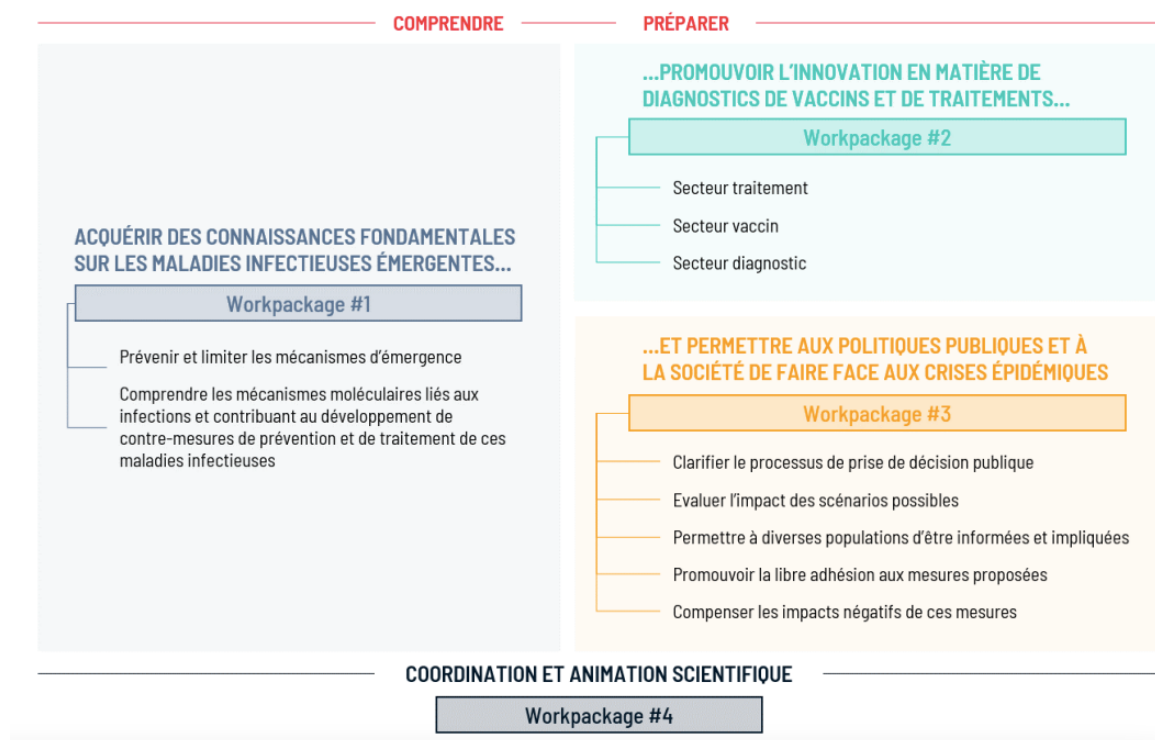 COMPRENDRE
PRÉPARER
ACQUÉRIR DES CONNAISSANCES FONDAMENTALES
SUR LES MALADIES INFECTIEUSES ÉMERGENTES...
Workpackage #1
Prévenir et limiter les mécanismes d'émergence
Comprendre les mécanismes moléculaires liés aux
infections et contribuant au développement de
contre-mesures de prévention et de traitement de ces
maladies infectieuses
...PROMOUVOIR L'INNOVATION EN MATIÈRE DE
DIAGNOSTICS DE VACCINS ET DE TRAITEMENTS...
Workpackage #2
Secteur traitement
Secteur vaccin
Secteur diagnostic
...ET PERMETTRE AUX POLITIQUES PUBLIQUES ET À
LA SOCIÉTÉ DE FAIRE FACE AUX CRISES ÉPIDÉMIQUES
Workpackage #3
Clarifier le processus de prise de décision publique
Evaluer l'impact des scénarios possibles
Permettre à diverses populations d'être informées et impliquées
Promouvoir la libre adhésion aux mesures proposées
Compenser les impacts négatifs de ces mesures
COORDINATION ET ANIMATION SCIENTIFIQUE
Workpackage #4